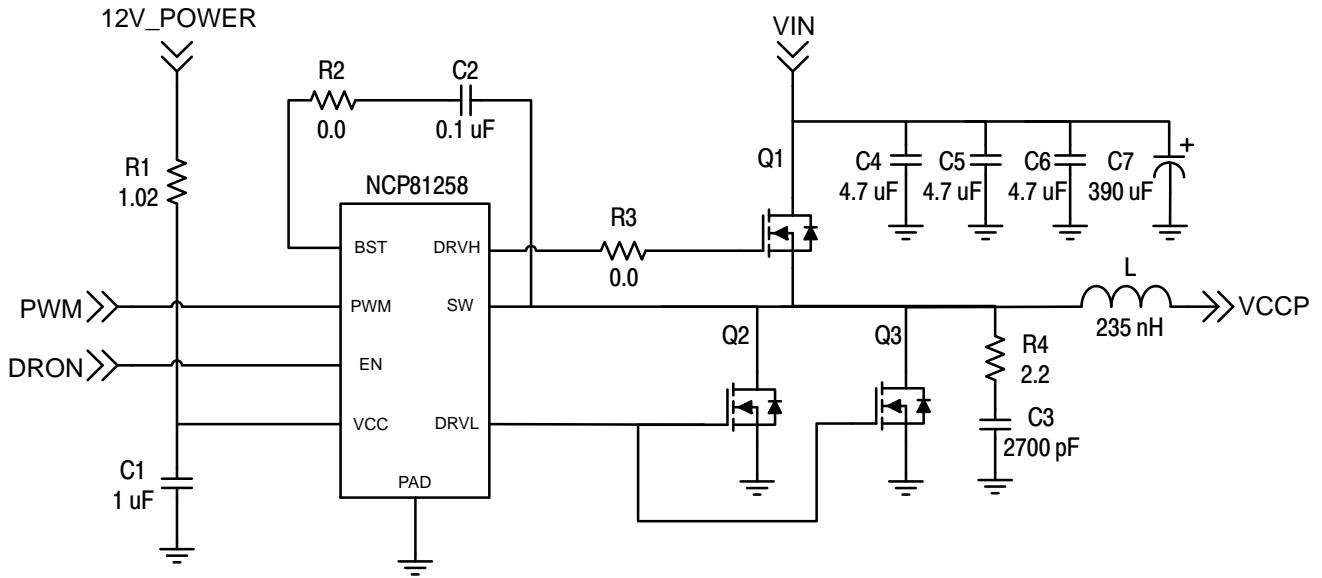 12V_POWER
VIN
R2
0.0
C2
0.1 uF
R1
1.02
NCP81258
Q1
C4
4.7 uF
C5
4.7 uF
C6
4.7 uF
C7
390 uF
+
BST
DRVH
R3
0.0
PWM
PWM
SW
L
235 nH
VCCP
DRON
EN
Q2
Q3
R4
2.2
VCC
DRVL
C3
2700 pF
C1
1 uF
PAD